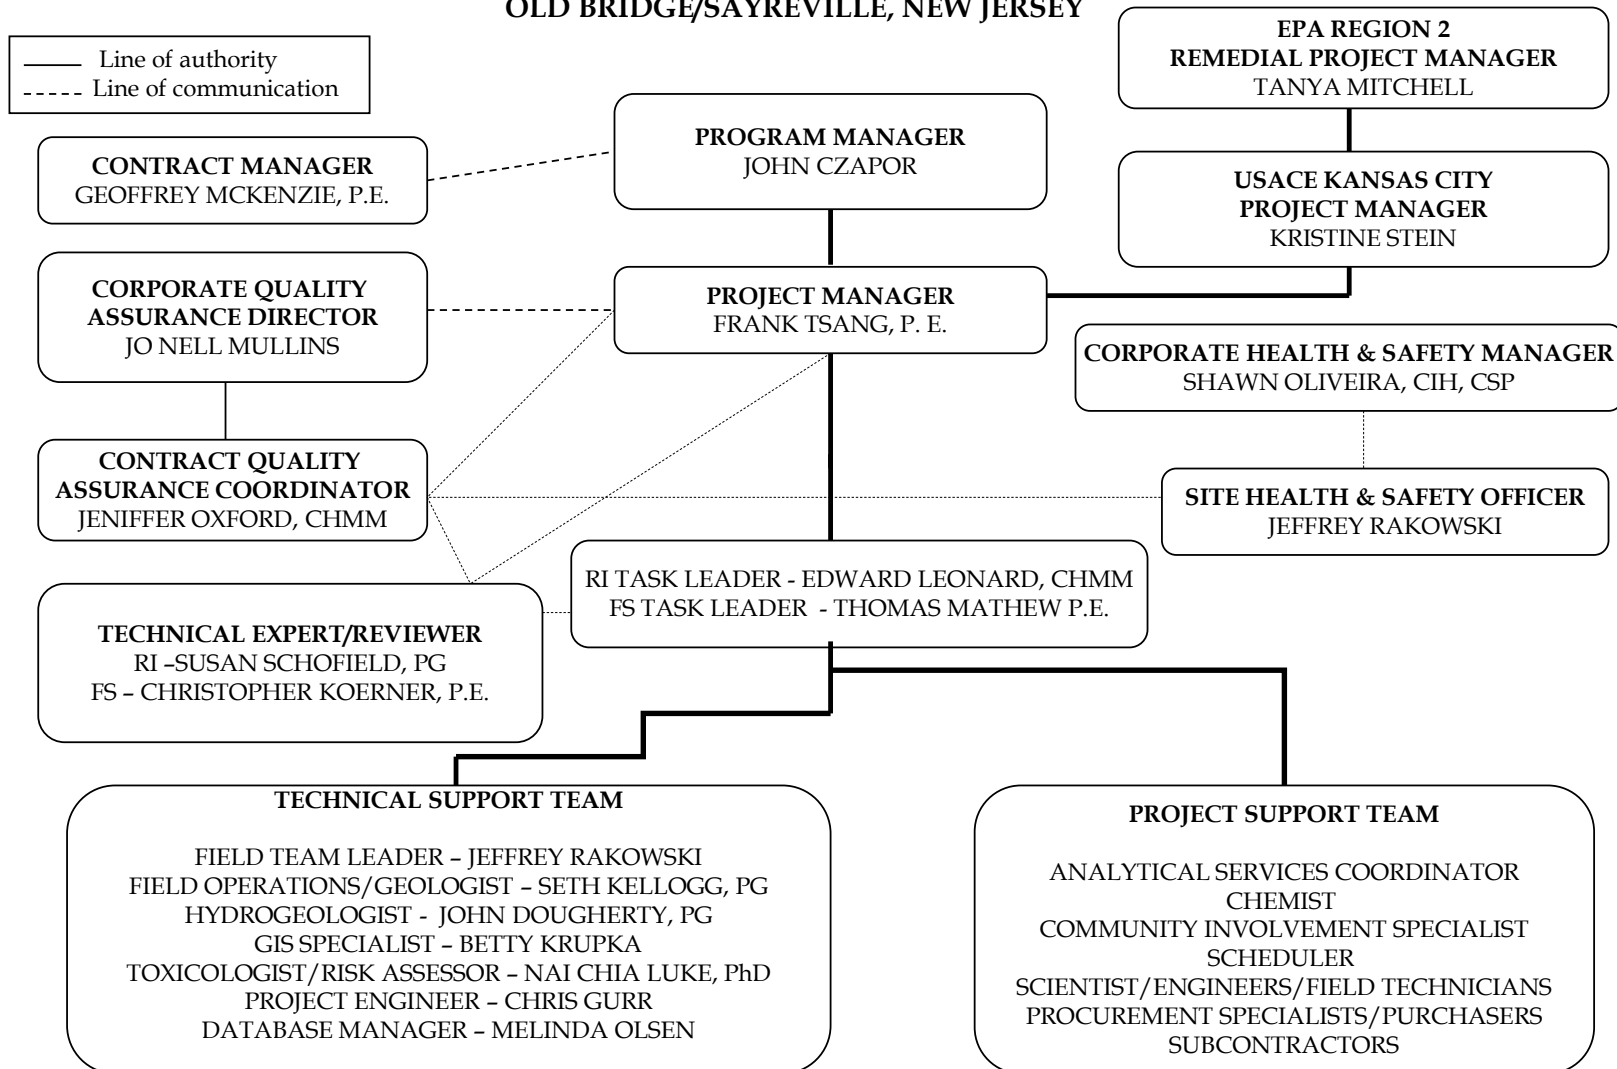 OLD BRIDGE/SAYREVILLE, NEW JERSEY
Line of authority
Line of communication
EPA REGION 2
REMEDIAL PROJECT MANAGER
TANYA MITCHELL
PROGRAM MANAGER
JOHN CZAPOR
CONTRACT MANAGER
GEOFFREY MCKENZIE, P.E.
USACE KANSAS CITY
PROJECT MANAGER
KRISTINE STEIN
CORPORATE QUALITY
ASSURANCE DIRECTOR
JO NELL MULLINS
PROJECT MANAGER
FRANK TSANG, P. E.
CORPORATE HEALTH & SAFETY MANAGER
SHAWN OLIVEIRA, CIH, CSP
CONTRACT QUALITY
ASSURANCE COORDINATOR
JENIFFER OXFORD, CHMM
SITE HEALTH & SAFETY OFFICER
JEFFREY RAKOWSKI
RI TASK LEADER - EDWARD LEONARD, CHMM
FS TASK LEADER  - THOMAS MATHEW P.E.
TECHNICAL EXPERT/REVIEWER
RI –SUSAN SCHOFIELD, PG
FS – CHRISTOPHER KOERNER, P.E.
TECHNICAL SUPPORT TEAM
FIELD TEAM LEADER – JEFFREY RAKOWSKI
FIELD OPERATIONS/GEOLOGIST – SETH KELLOGG, PG
HYDROGEOLOGIST -  JOHN DOUGHERTY, PG
GIS SPECIALIST – BETTY KRUPKA
TOXICOLOGIST/RISK ASSESSOR – NAI CHIA LUKE, PhD
PROJECT ENGINEER – CHRIS GURR
DATABASE MANAGER – MELINDA OLSEN
PROJECT SUPPORT TEAM
ANALYTICAL SERVICES COORDINATOR
CHEMIST
COMMUNITY INVOLVEMENT SPECIALIST
SCHEDULER
SCIENTIST/ENGINEERS/FIELD TECHNICIANS
PROCUREMENT SPECIALISTS/PURCHASERS
SUBCONTRACTORS